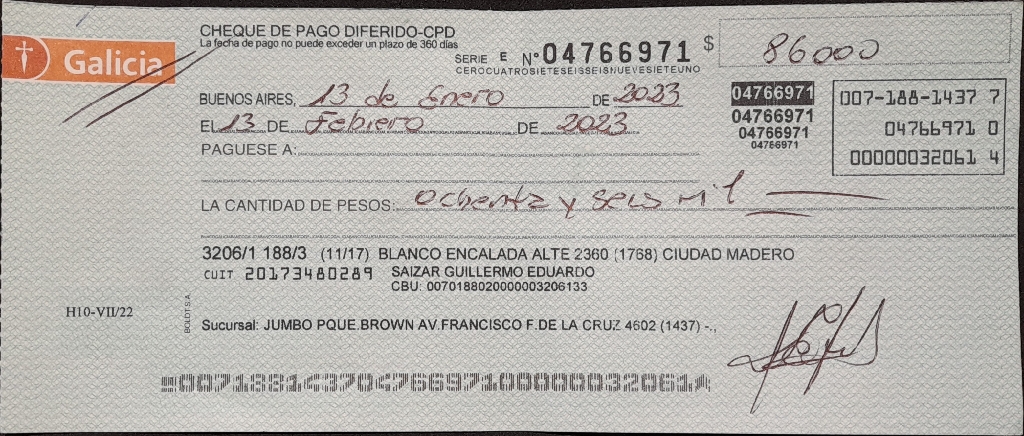 Galicia
CHEQUE DE PAGO DIFERIDO-CPD
La fecha de pago no puede exceder un plazo de 360 días
SERIE E Nº 04766971 $ 86000
CEROCUATROSIETESEISSEISNUEVESIETEUNO
BUENOS AIRES, 13 de Enero DE 2023
EL 13 DE Febrero DE 2023
PAGUESE A:
04766971
04766971
04766971
04766971
007-188-1437 7
04766971 0
00000032061 4
LA CANTIDAD DE PESOS: ochenta y seis mil
3206/1 188/3 (11/17) BLANCO ENCALADA ALTE 2360 (1768) CIUDAD MADERO
CUIT 20173480289 SAIZAR GUILLERMO EDUARDO
CBU: 0070188020000003206133
H10-VII/22
BOLDT S.A.
Sucursal: JUMBO PQUE.BROWN AV.FRANCISCO F.DE LA CRUZ 4602 (1437) -.,
00718814370476697100000032061